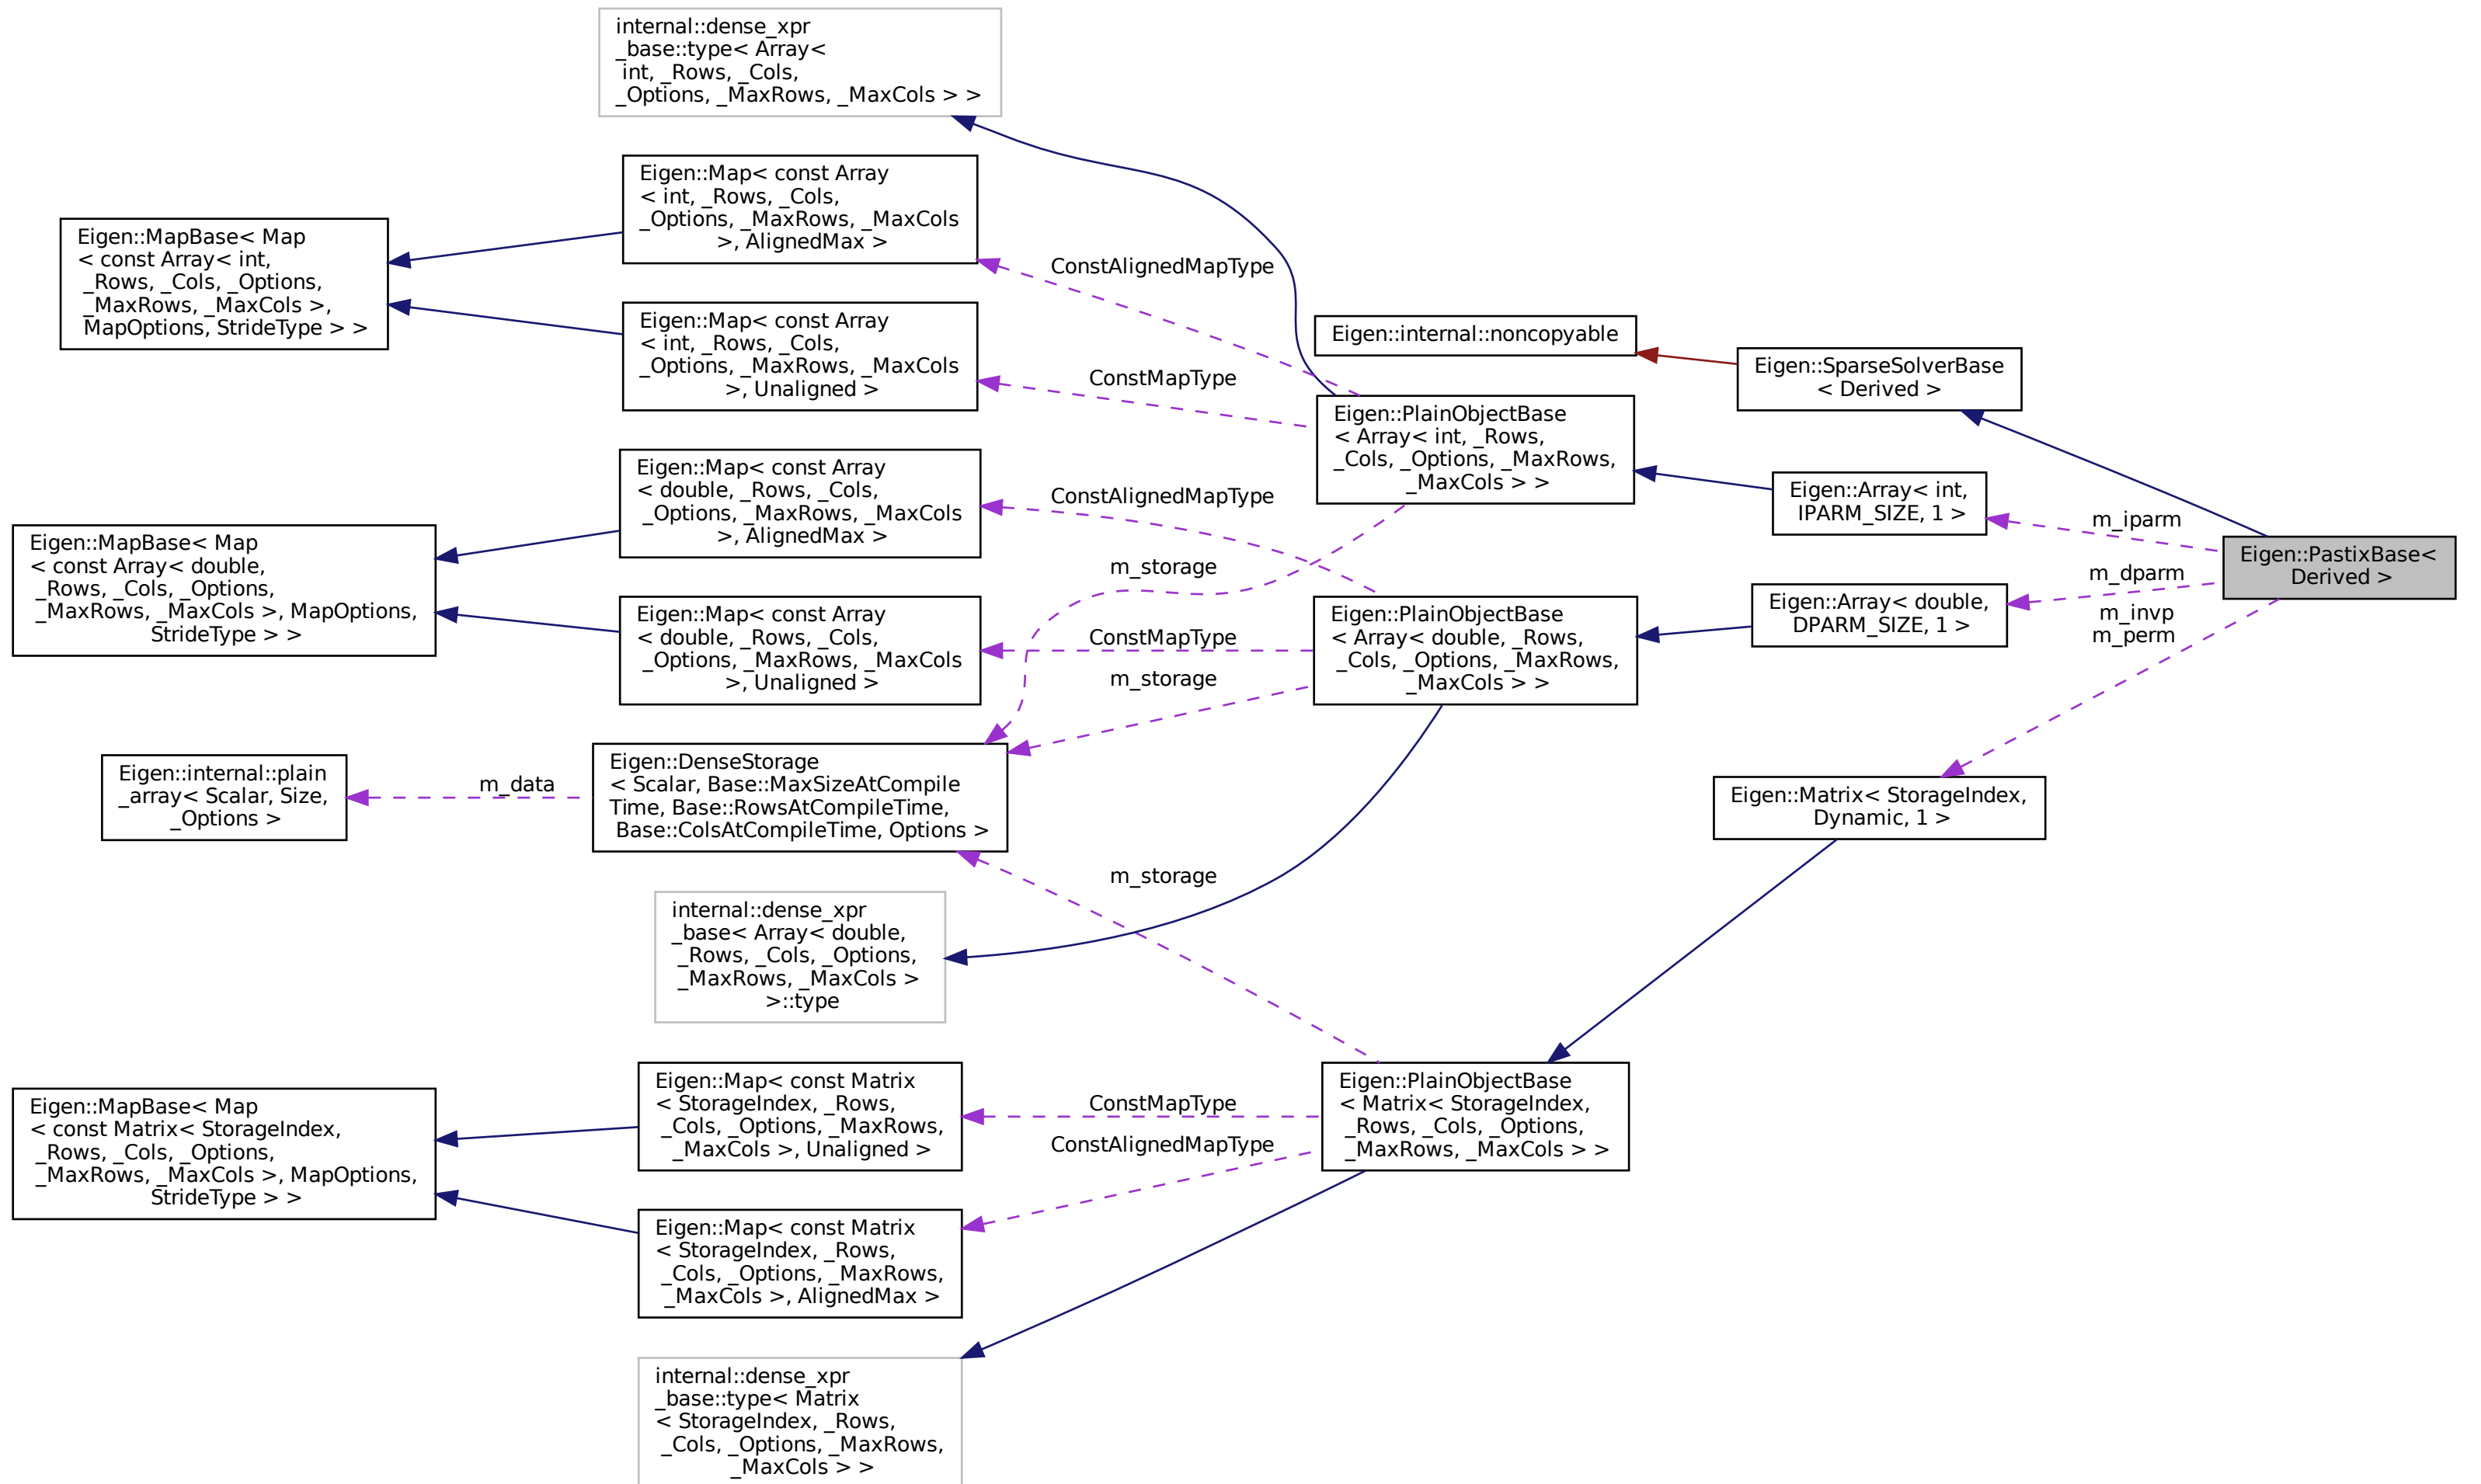 internal::dense_xpr
_base::type< Array<
int, _Rows, _Cols,
_Options, _MaxRows, _MaxCols > >
Eigen::Map< const Array
< int, _Rows, _Cols,
_Options, _MaxRows, _MaxCols
>, AlignedMax >
Eigen::MapBase< Map
< const Array< int,
_Rows, _Cols, _Options,
_MaxRows, _MaxCols >,
MapOptions, StrideType > >
Eigen::Map< const Array
< int, _Rows, _Cols,
_Options, _MaxRows, _MaxCols
>, Unaligned >
ConstAlignedMapType
ConstMapType
Eigen::internal::noncopyable
Eigen::SparseSolverBase
< Derived >
Eigen::PlainObjectBase
< Array< int, _Rows,
_Cols, _Options, _MaxRows,
_MaxCols > >
Eigen::Array< int,
IPARM_SIZE, 1 >
m_iparm
Eigen::PastixBase<
Derived >
m_dparm
m_invp
m_perm
Eigen::Array< double,
DPARM_SIZE, 1 >
Eigen::Map< const Array
< double, _Rows, _Cols,
_Options, _MaxRows, _MaxCols
>, AlignedMax >
ConstAlignedMapType
m_storage
Eigen::MapBase< Map
< const Array< double,
_Rows, _Cols, _Options,
_MaxRows, _MaxCols >, MapOptions,
StrideType > >
Eigen::Map< const Array
< double, _Rows, _Cols,
_Options, _MaxRows, _MaxCols
>, Unaligned >
ConstMapType
m_storage
Eigen::PlainObjectBase
< Array< double, _Rows,
_Cols, _Options, _MaxRows,
_MaxCols > >
Eigen::internal::plain
_array< Scalar, Size,
_Options >
m_data
Eigen::DenseStorage
< Scalar, Base::MaxSizeAtCompile
Time, Base::RowsAtCompileTime,
Base::ColsAtCompileTime, Options >
Eigen::Matrix< StorageIndex,
Dynamic, 1 >
m_storage
internal::dense_xpr
_base< Array< double,
_Rows, _Cols, _Options,
_MaxRows, _MaxCols >
>::type
Eigen::MapBase< Map
< const Matrix< StorageIndex,
_Rows, _Cols, _Options,
_MaxRows, _MaxCols >, MapOptions,
StrideType > >
Eigen::Map< const Matrix
< StorageIndex, _Rows,
_Cols, _Options, _MaxRows,
_MaxCols >, Unaligned >
ConstMapType
ConstAlignedMapType
Eigen::PlainObjectBase
< Matrix< StorageIndex,
_Rows, _Cols, _Options,
_MaxRows, _MaxCols > >
Eigen::Map< const Matrix
< StorageIndex, _Rows,
_Cols, _Options, _MaxRows,
_MaxCols >, AlignedMax >
internal::dense_xpr
_base::type< Matrix
< StorageIndex, _Rows,
_Cols, _Options, _MaxRows,
_MaxCols > >